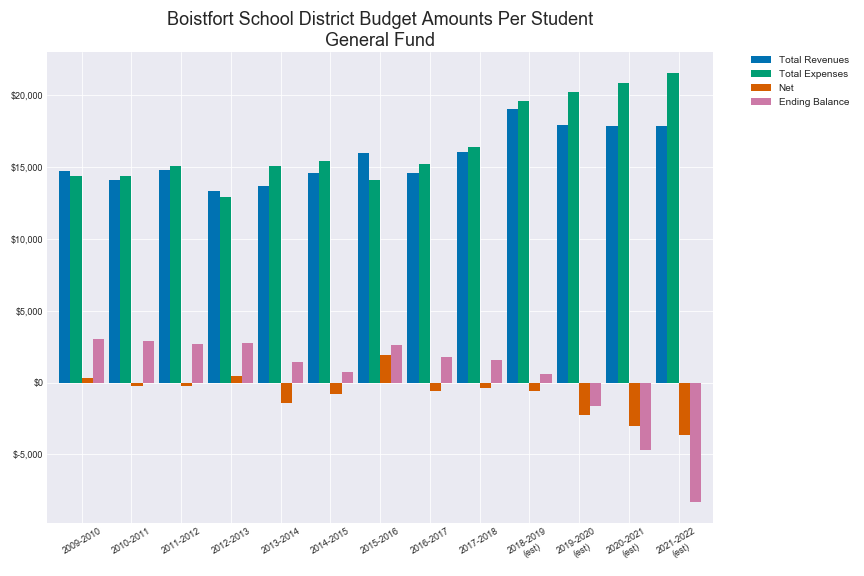 Boistfort School District Budget Amounts Per Student
General Fund
Total Revenues
Total Expenses
Net
Ending Balance
$20,000
$15,000
$10,000
$5,000
$0
$-5,000
2009-2010
2010-2011
2011-2012
2012-2013
2013-2014
2014-2015
2015-2016
2016-2017
2017-2018
2018-2019
(est)
2019-2020
(est)
2020-2021
(est)
2021-2022
(est)